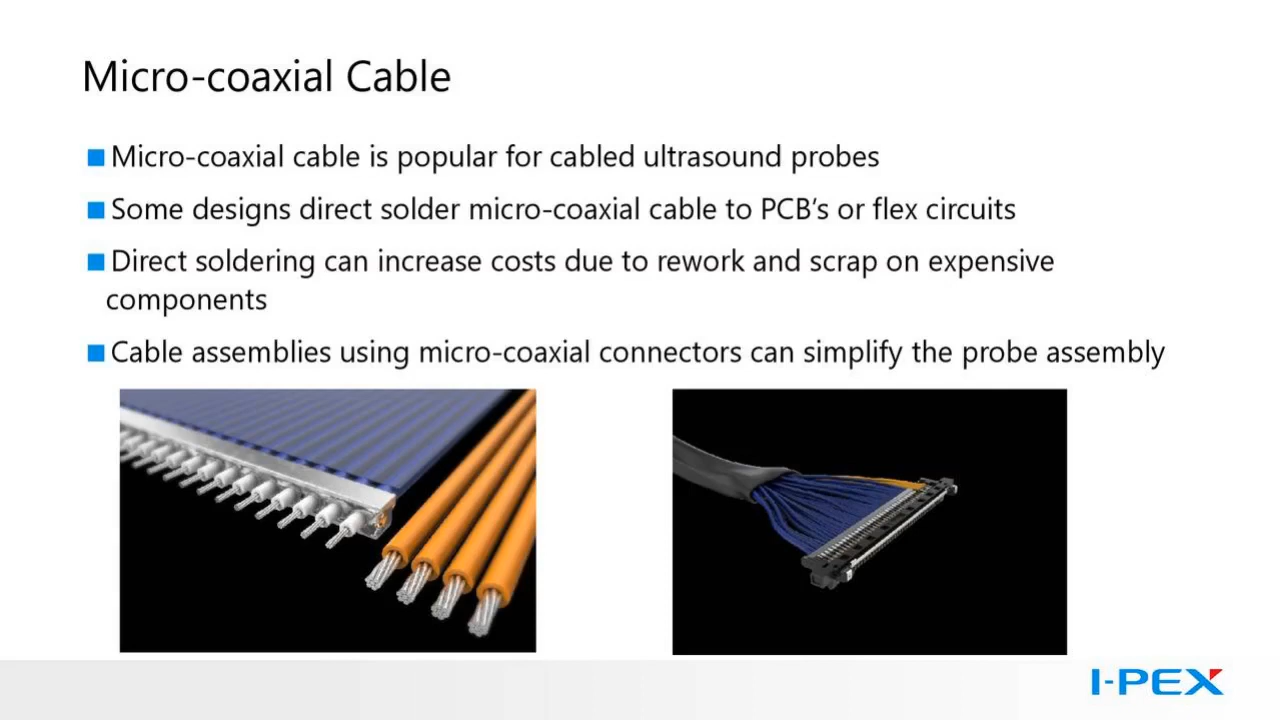 Micro-coaxial Cable
Micro-coaxial cable is popular for cabled ultrasound probes
Some designs direct solder micro-coaxial cable to PCB's or flex circuits
Direct soldering can increase costs due to rework and scrap on expensive
components
Cable assemblies using micro-coaxial connectors can simplify the probe assembly
I-PEX